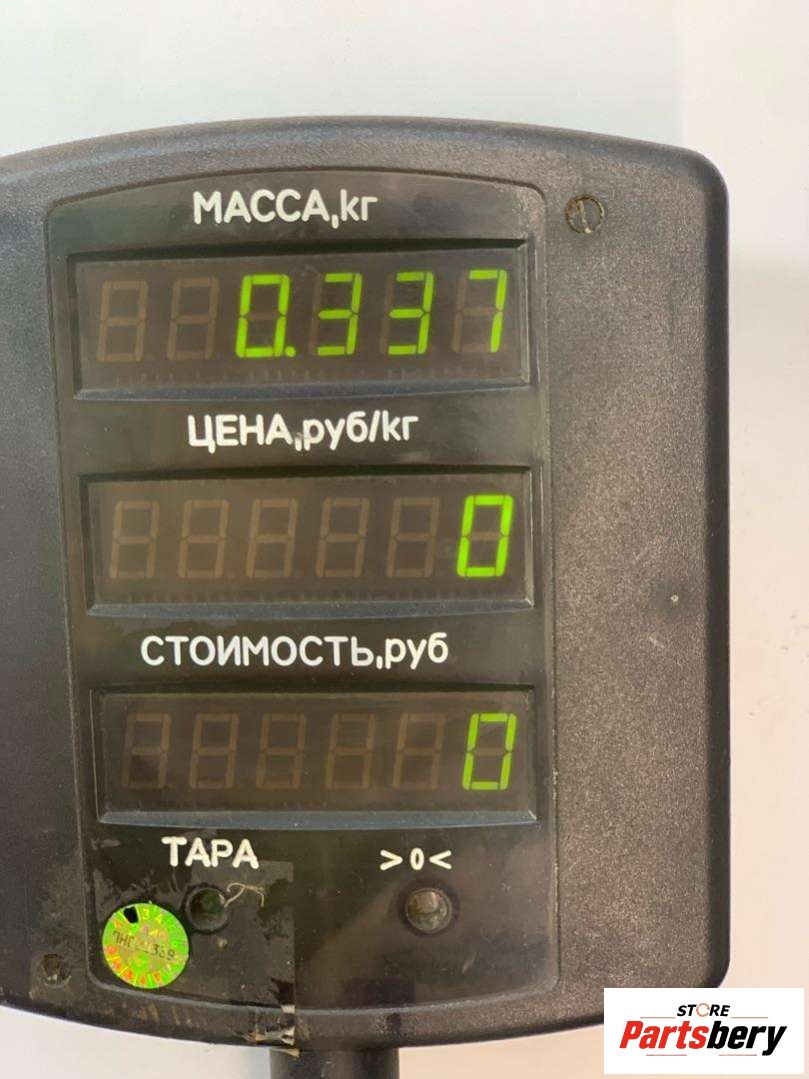 МАССА,кг
0.337
ЦЕНА,руб/кг
0
СТОИМОСТЬ,руб
0
ТАРА >0<
STORE
Partsbery